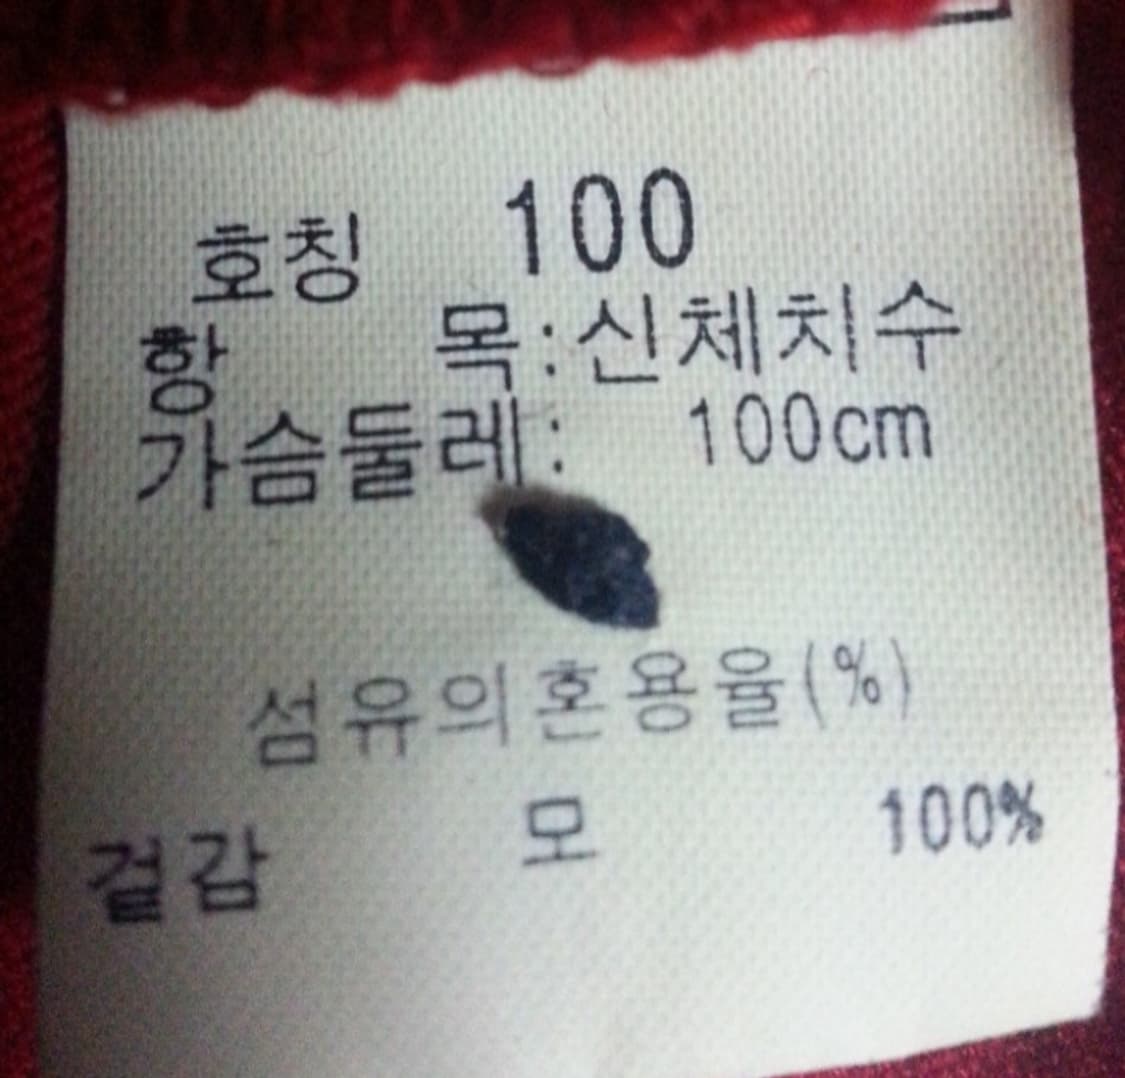 호칭 100
항 목:신체치수
가슴둘레: 100cm
섬유의혼용율(%)
겉감 모 100%